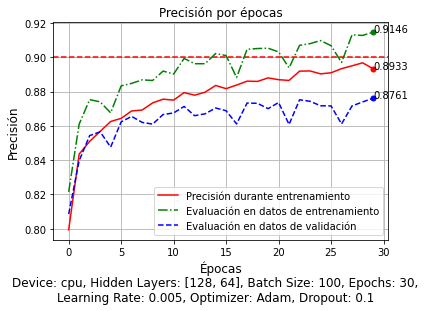 Precisión por épocas
Precisión
0.92
0.90
0.88
0.86
0.84
0.82
0.80
0.9146
0.8933
0.8761
Precisión durante entrenamiento
Evaluación en datos de entrenamiento
Evaluación en datos de validación
0
5
10
15
20
25
30
Épocas
Device: cpu, Hidden Layers: [128, 64], Batch Size: 100, Epochs: 30,
Learning Rate: 0.005, Optimizer: Adam, Dropout: 0.1